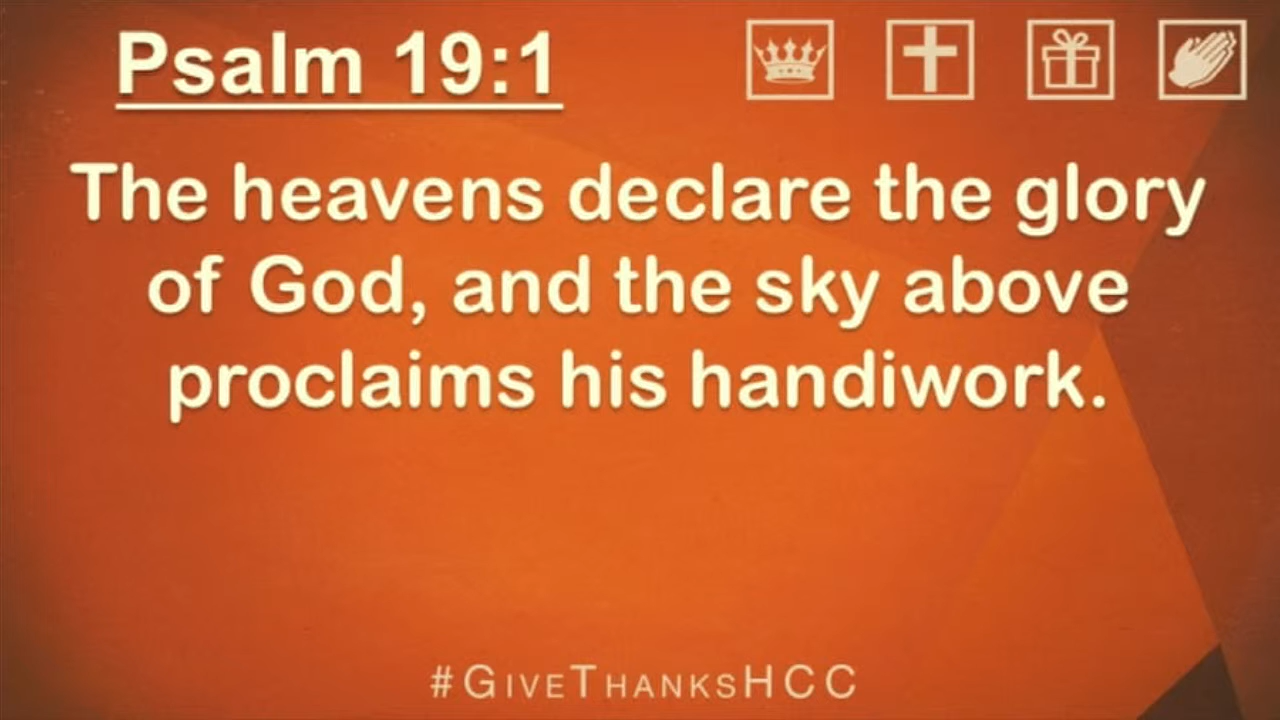 Psalm 19:1
The heavens declare the glory
of God, and the sky above
proclaims his handiwork.
#GIVETHANKSHCC